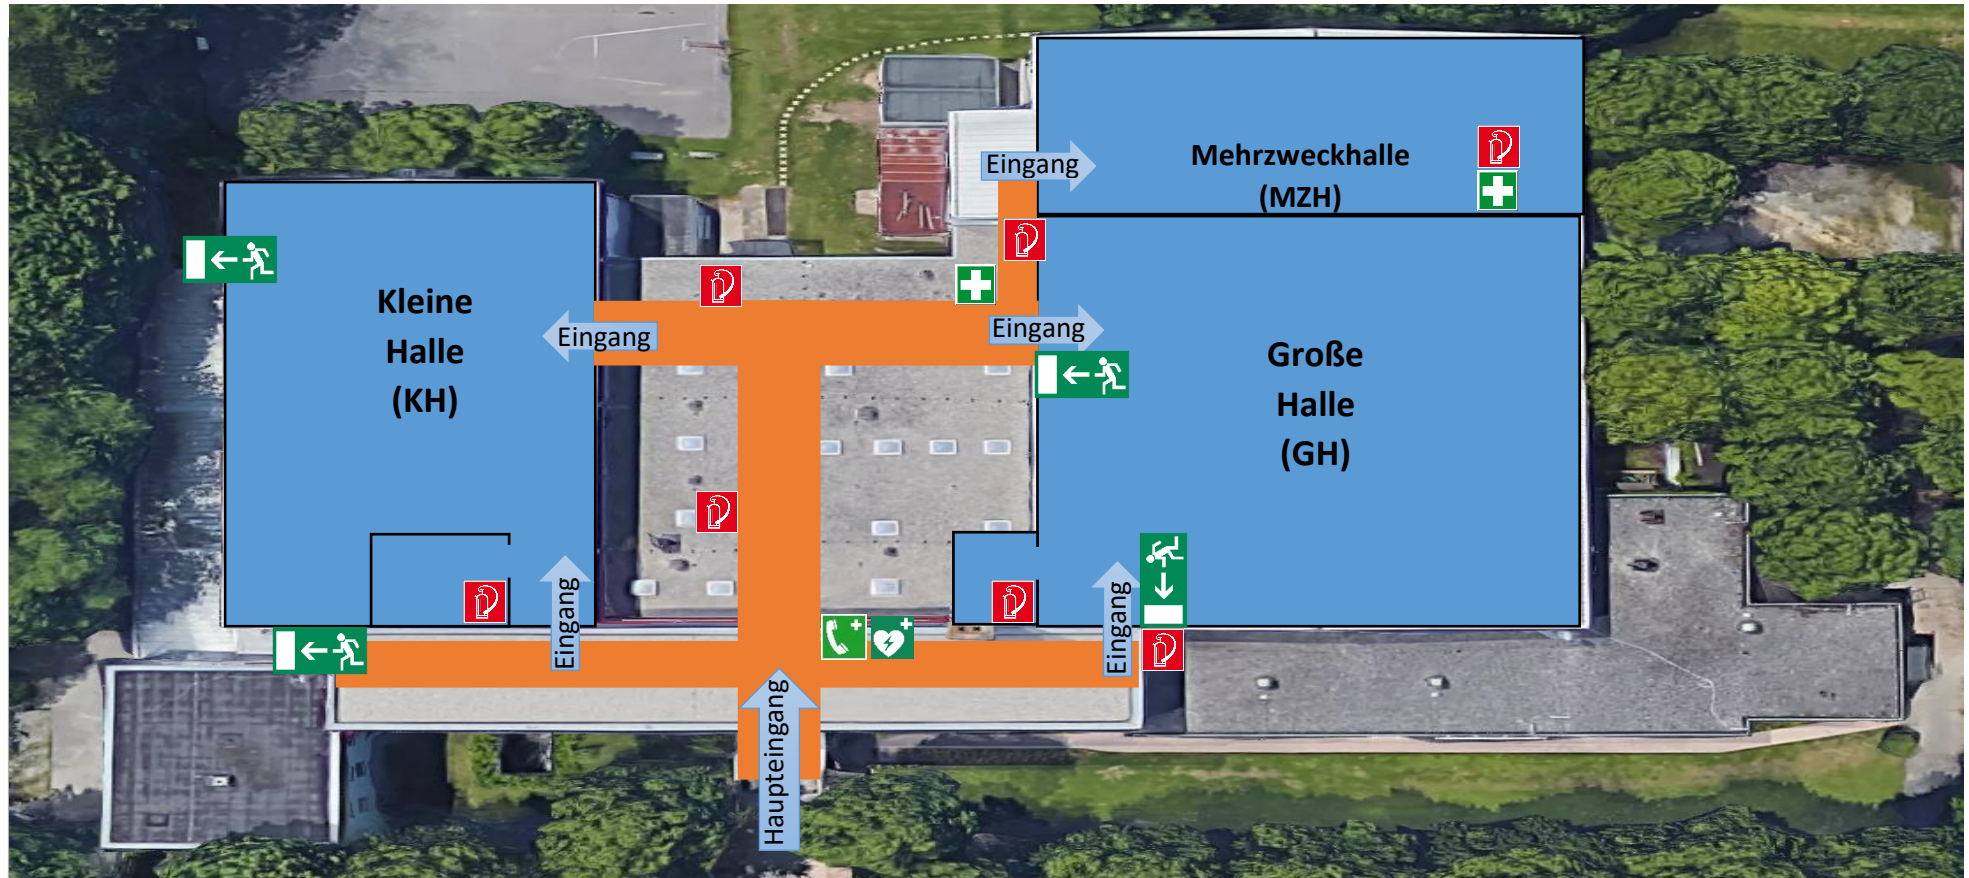 Eingang
Mehrzweckhalle
(MZH)
Kleine
Halle
(KH)
Eingang
Eingang
Große
Halle
(GH)
Eingang
Eingang
Haupteingang